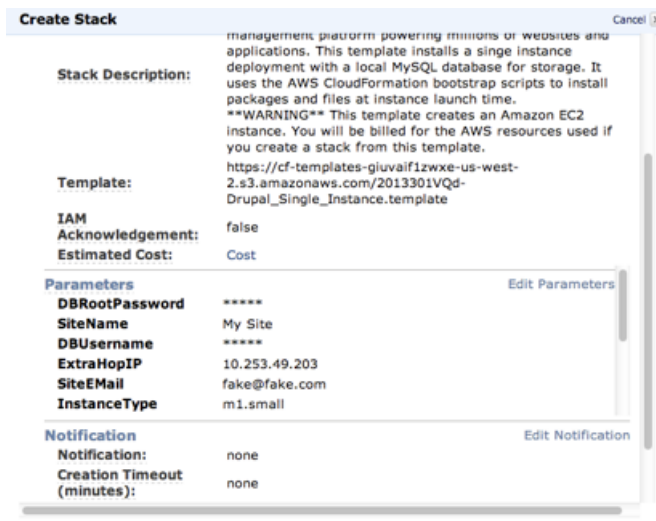 Create Stack
Cancel
management platform powering millions of websites and
applications. This template installs a singe instance
deployment with a local MySQL database for storage. It
Stack Description:
uses the AWS CloudFormation bootstrap scripts to install
packages and files at instance launch time.
**WARNING** This template creates an Amazon EC2
instance. You will be billed for the AWS resources used if
you create a stack from this template.
Template:
https://cf-templates-giuvaif1zwxe-us-west-
2.s3.amazonaws.com/2013301VQd-
Drupal_Single_Instance.template
IAM
Acknowledgement:
false
Estimated Cost:
Cost
Parameters
Edit Parameters
DBRootPassword *****
SiteName My Site
DBUsername *****
ExtraHopIP 10.253.49.203
SiteEMail fake@fake.com
InstanceType m1.small
Notification
Edit Notification
Notification: none
Creation Timeout
(minutes):
none